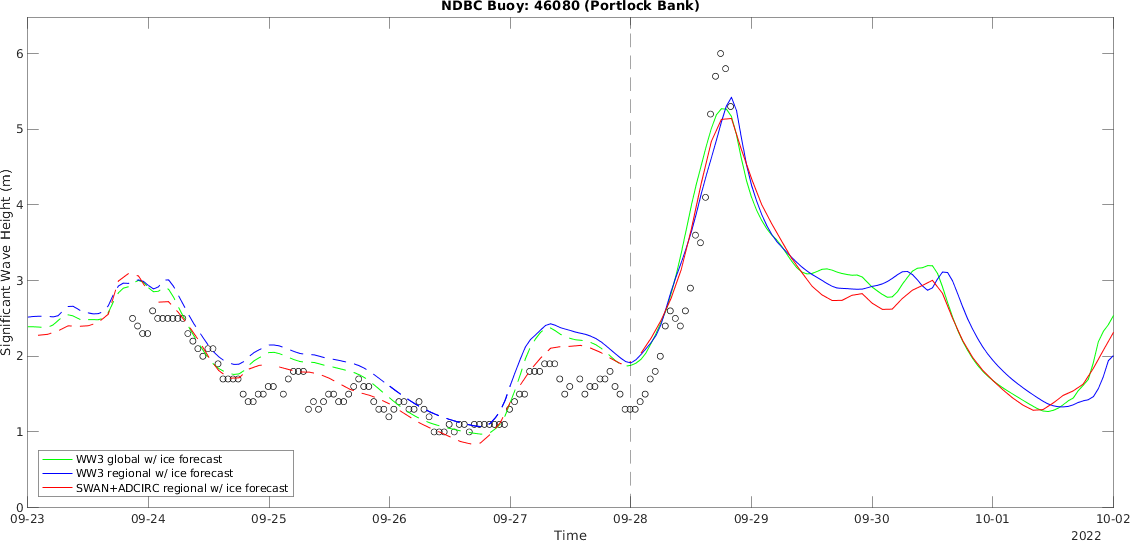 NDBC Buoy: 46080 (Portlock Bank)
Significant Wave Height (m)
6
5
4
3
2
1
0
WW3 global w/ ice forecast
WW3 regional w/ ice forecast
SWAN+ADCIRC regional w/ ice forecast
09-23 09-24 09-25 09-26 09-27 09-28 09-29 09-30 10-01 10-02
Time
2022